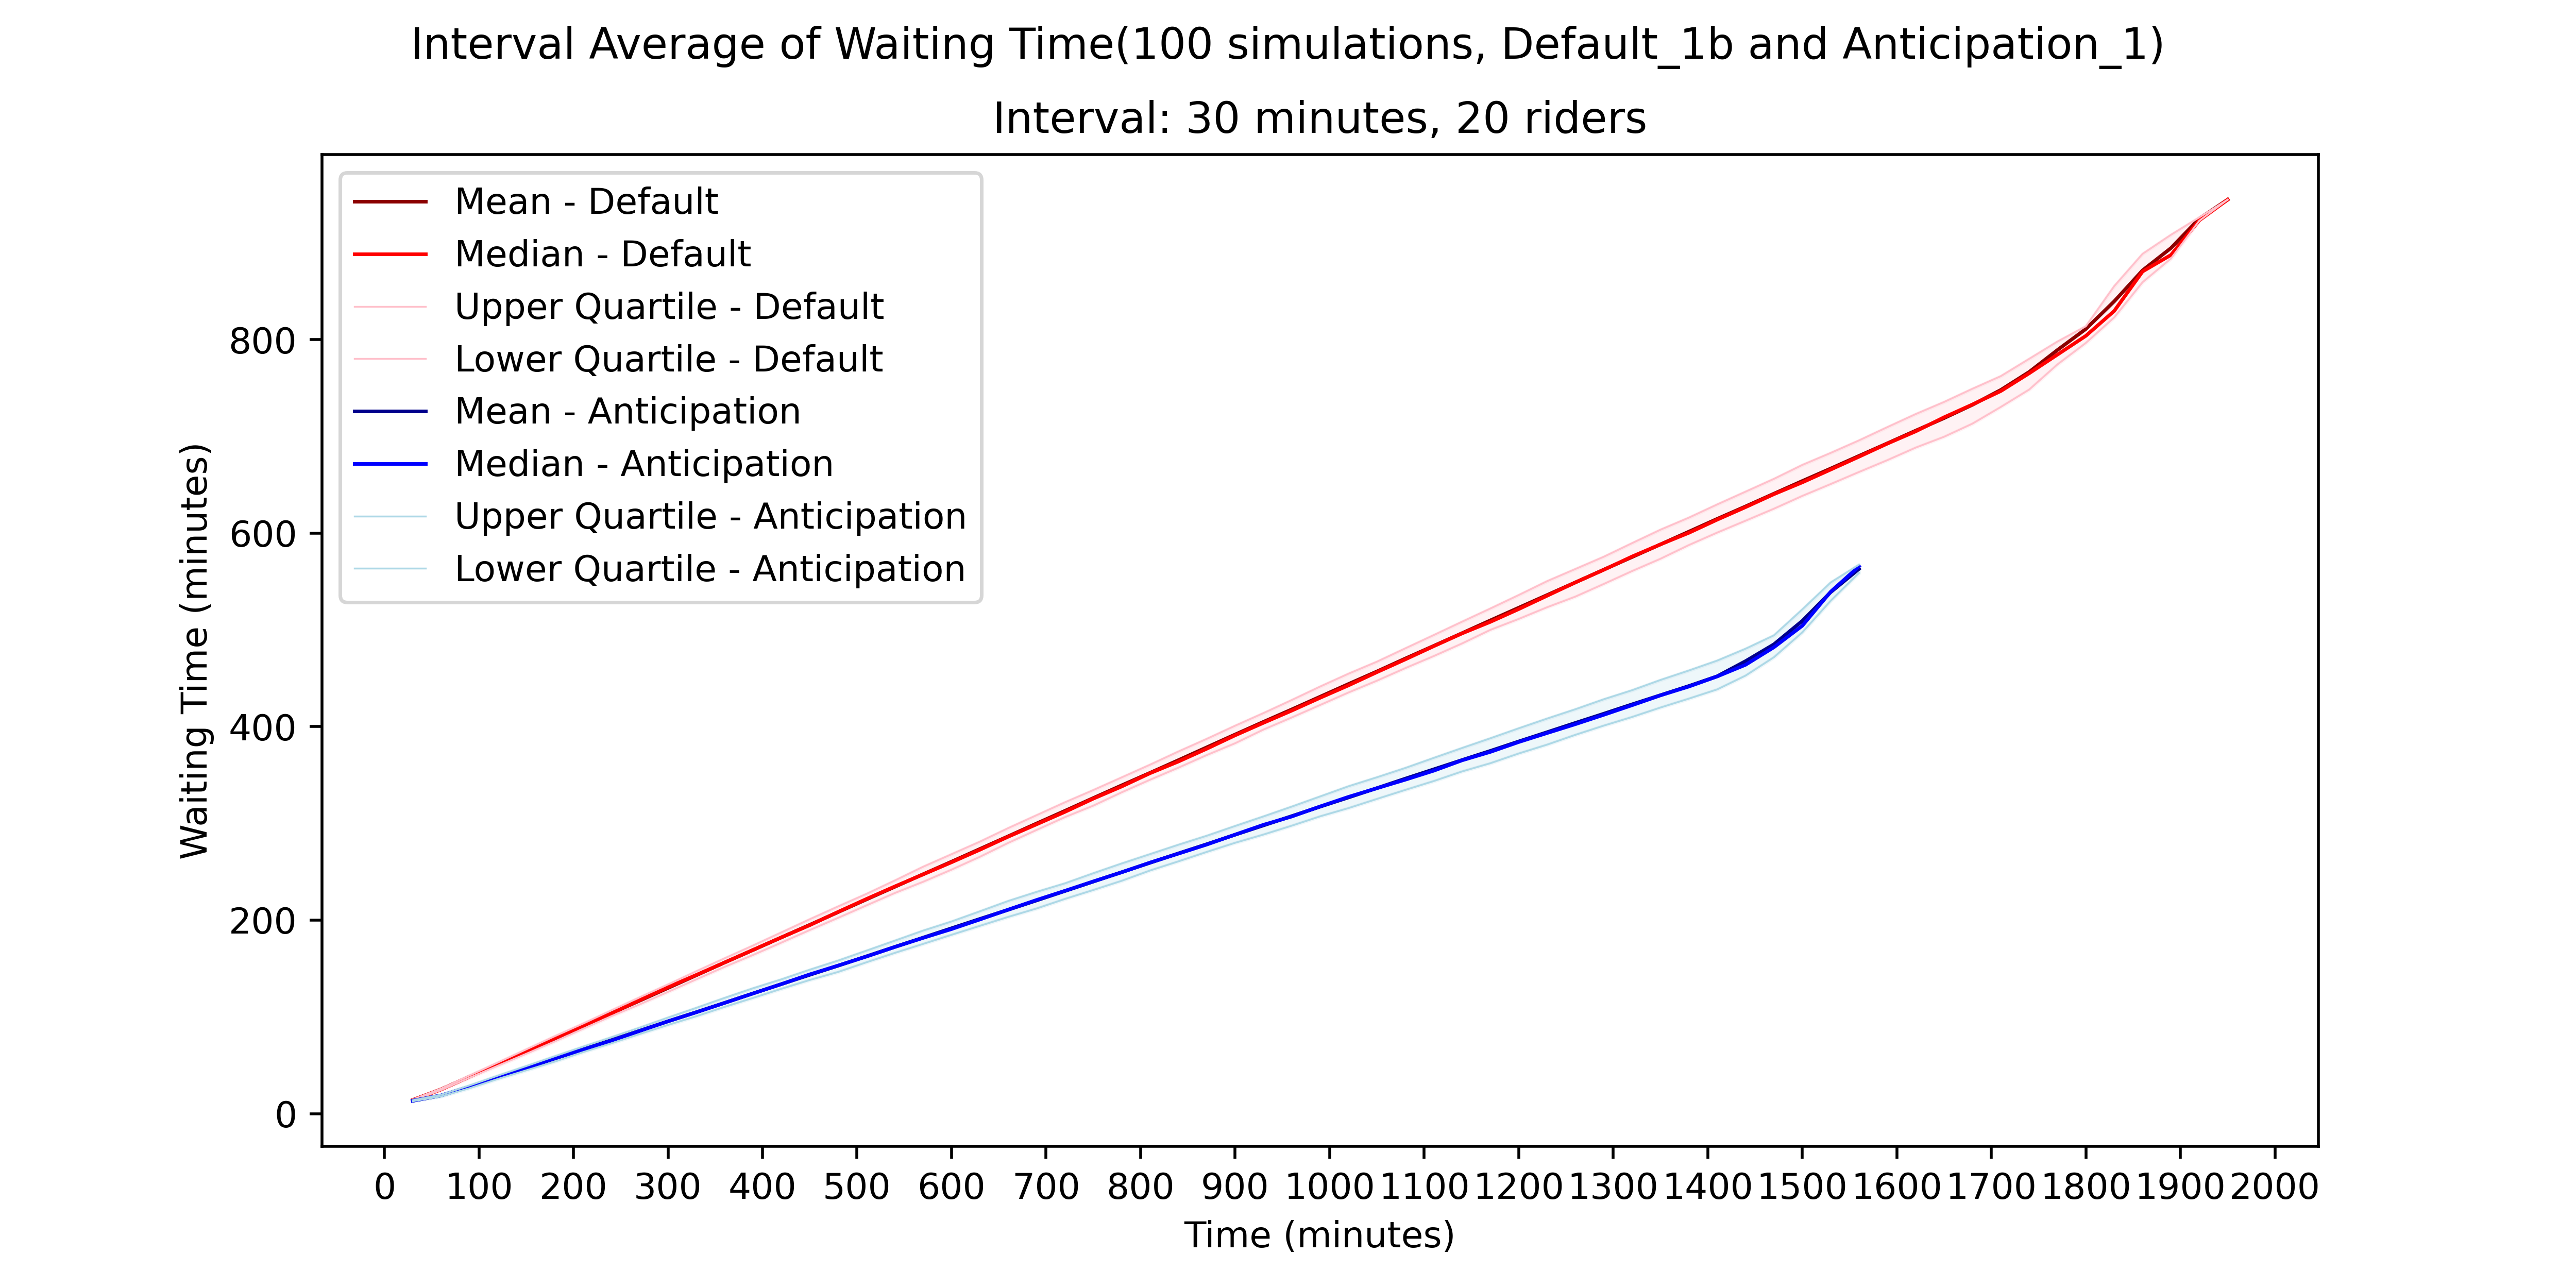 Interval Average of Waiting Time(100 simulations, Default_1b and Anticipation_1)
Interval: 30 minutes, 20 riders
Mean - Default
Median - Default
Upper Quartile - Default
Lower Quartile - Default
Mean - Anticipation
Median - Anticipation
Upper Quartile - Anticipation
Lower Quartile - Anticipation
Waiting Time (minutes)
800
600
400
200
0
0 100 200 300 400 500 600 700 800 900 1000 1100 1200 1300 1400 1500 1600 1700 1800 1900 2000
Time (minutes)